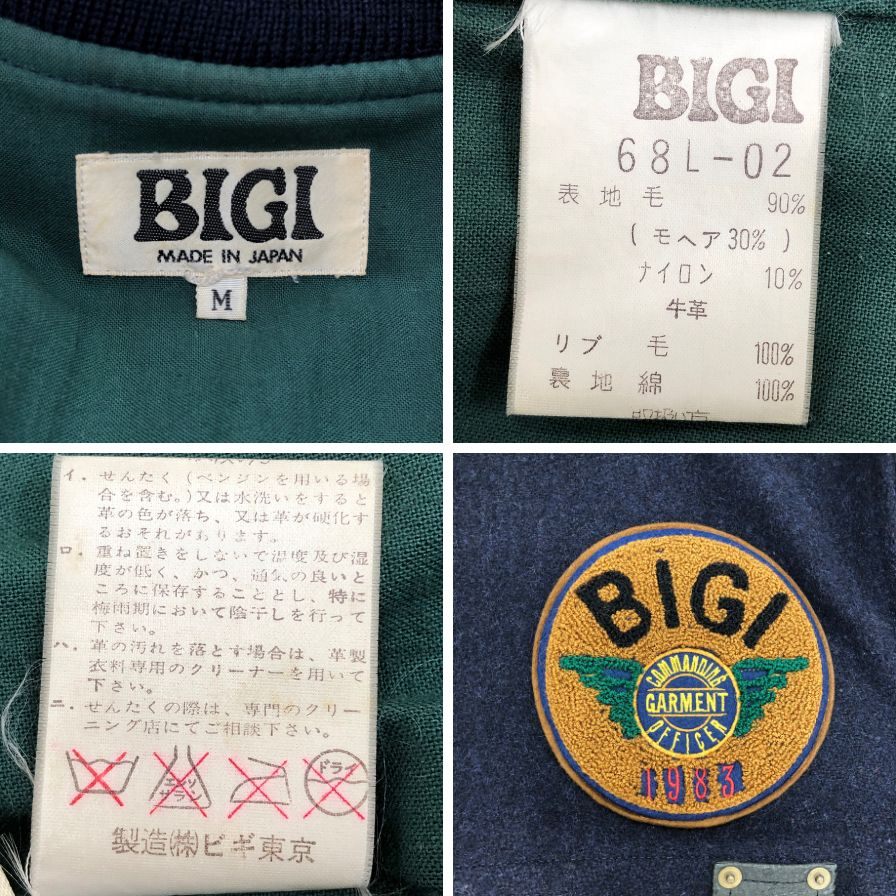 BIGI
MADE IN JAPAN
M
BIGI
68L-02
表地毛 90%
(モヘア30%)
ナイロン 10%
牛革
リブ 毛 100%
裏地綿 100%
取扱い方
イ．せんたく（ベンジンを用いる場
合を含む。）又は水洗いをすると
革の色が落ち、又は革が硬化す
るおそれがあります。
ロ．重ね置きをしないで温度及び湿
度が低く、かつ、通気の良いと
ころに保存することとし、特に
梅雨期において陰干しを行って
下さい。
ハ．革の汚れを落とす場合は、革製
衣料専用のクリーナーを用いて
下さい。
ニ．せんたくの際は、専門のクリー
ニング店にてご相談下さい。
エンソ
サラシ
ドライ
製造㈱ビギ東京
BIGI
COMMANDING
GARMENT
OFFICER
1983